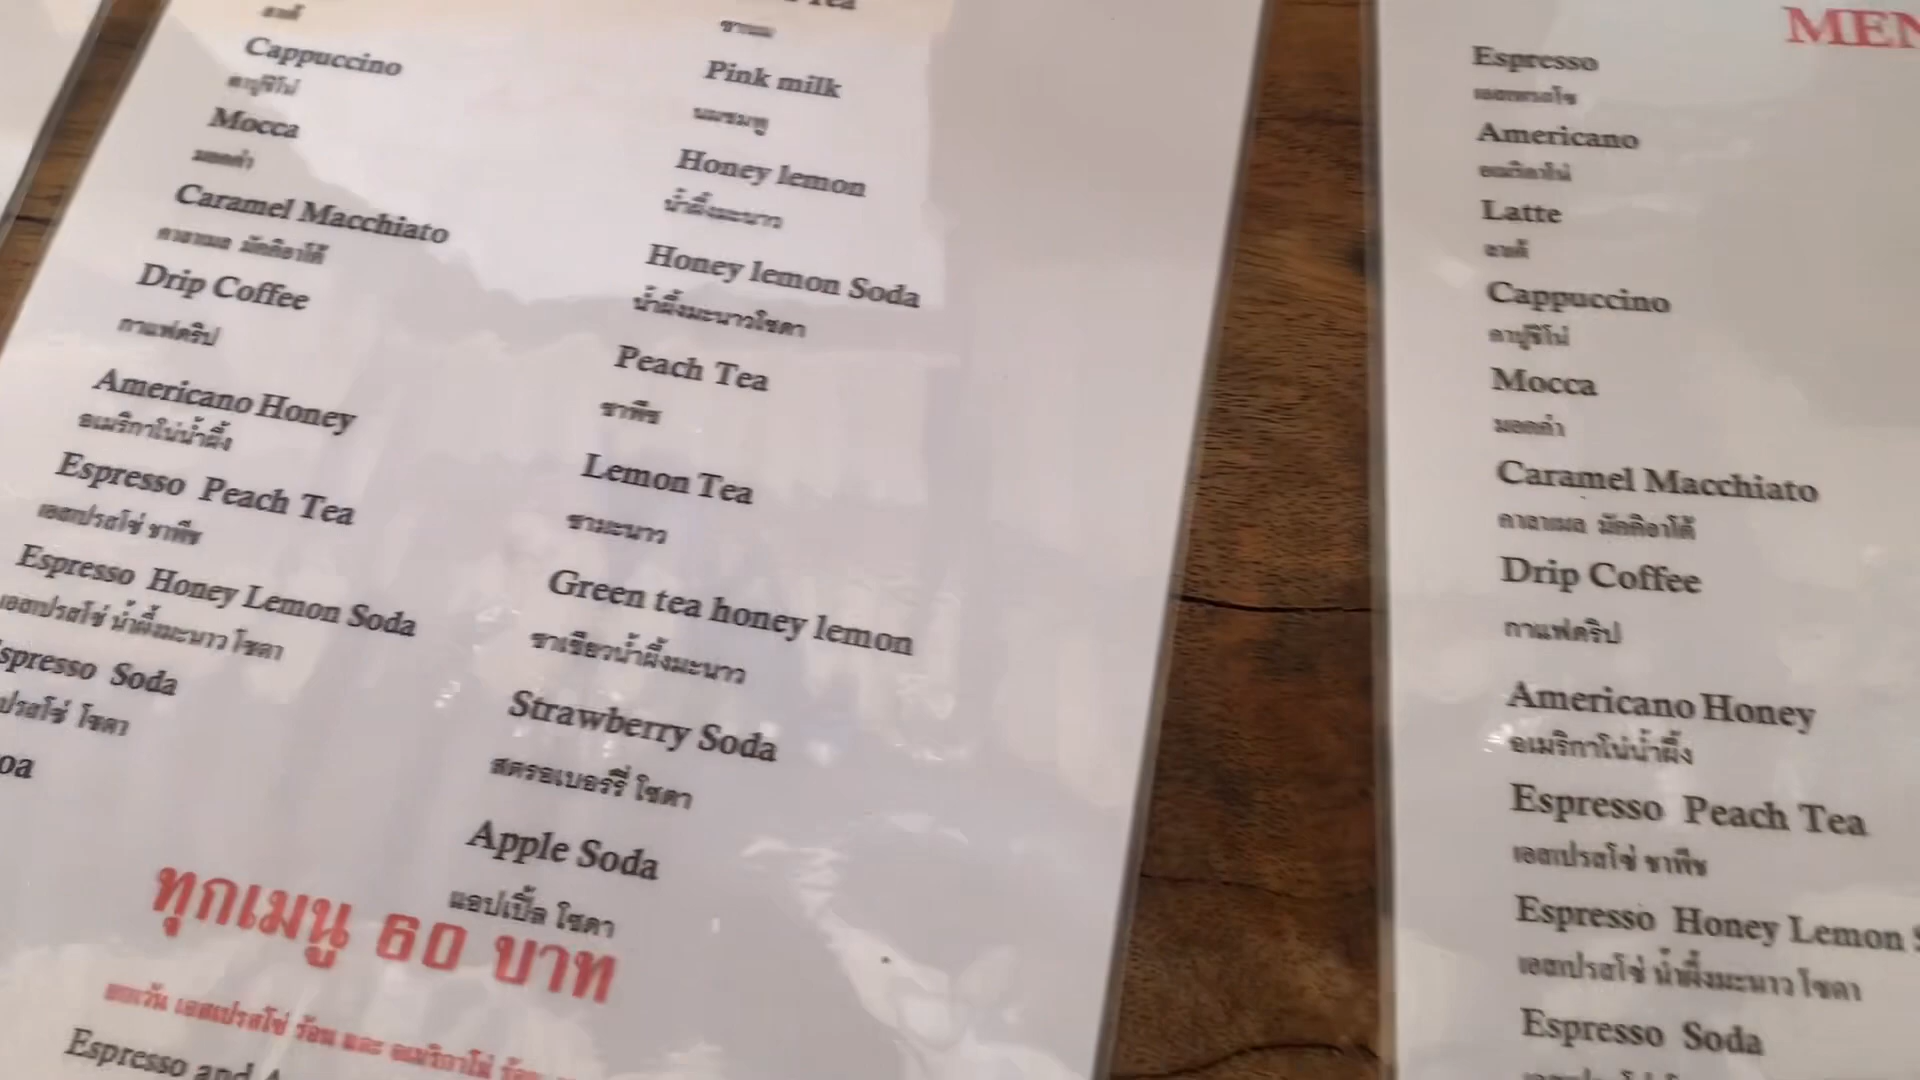 Cappuccino
คาปูชิโน่
Mocca
มอคค่า
Caramel Macchiato
คาลาเมล มัคคิอาโต้
Drip Coffee
กาแฟดริป
Americano Honey
อเมริกาโน่น้ำผึ้ง
Espresso Peach Tea
เอสเปรสโซ่ ชาพีช
Espresso Honey Lemon Soda
เอสเปรสโซ่ น้ำผึ้งมะนาว โซดา
spresso Soda
ปรสโซ่ โซดา
oa
Pink milk
นมชมพู
Honey lemon
น้ำผึ้งมะนาว
Honey lemon Soda
น้ำผึ้งมะนาวโซดา
Peach Tea
ชาพีช
Lemon Tea
ชามะนาว
Green tea honey lemon
ชาเขียวน้ำผึ้งมะนาว
Strawberry Soda
สตรอเบอร์รี่ โซดา
Apple Soda
แอปเปิ้ล โซดา
ทุกเมนู 60 บาท
ยกเว้น เอสเปรสโซ่ ร้อน และ อเมริกาโน่ ร้อน
Espresso and
MEN
Espresso
Americano
อเมริกาโน่
Latte
ลาเต้
Cappuccino
คาปูชิโน่
Mocca
มอคค่า
Caramel Macchiato
คาลาเมล มัคคิอาโต้
Drip Coffee
กาแฟดริป
Americano Honey
อเมริกาโน่น้ำผึ้ง
Espresso Peach Tea
เอสเปรสโซ่ ชาพีช
Espresso Honey Lemon
เอสเปรสโซ่ น้ำผึ้งมะนาว โซดา
Espresso Soda